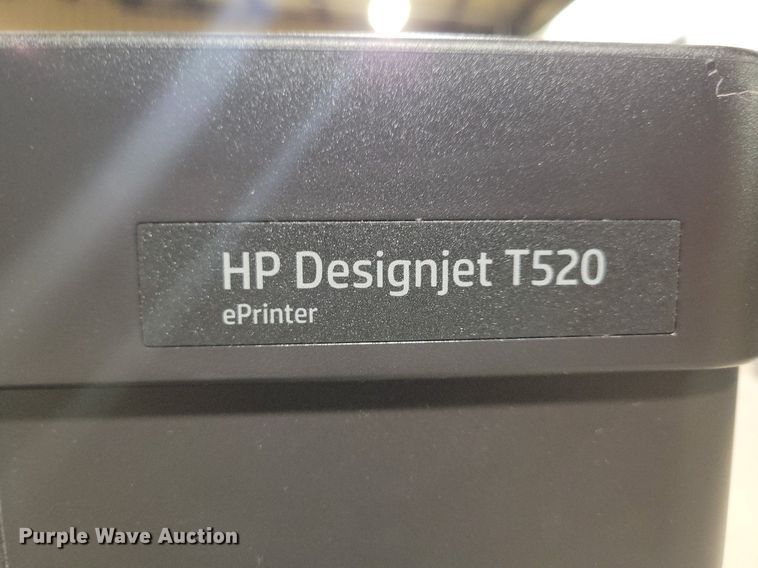 HP Designjet T520
ePrinter
Purple Wave Auction